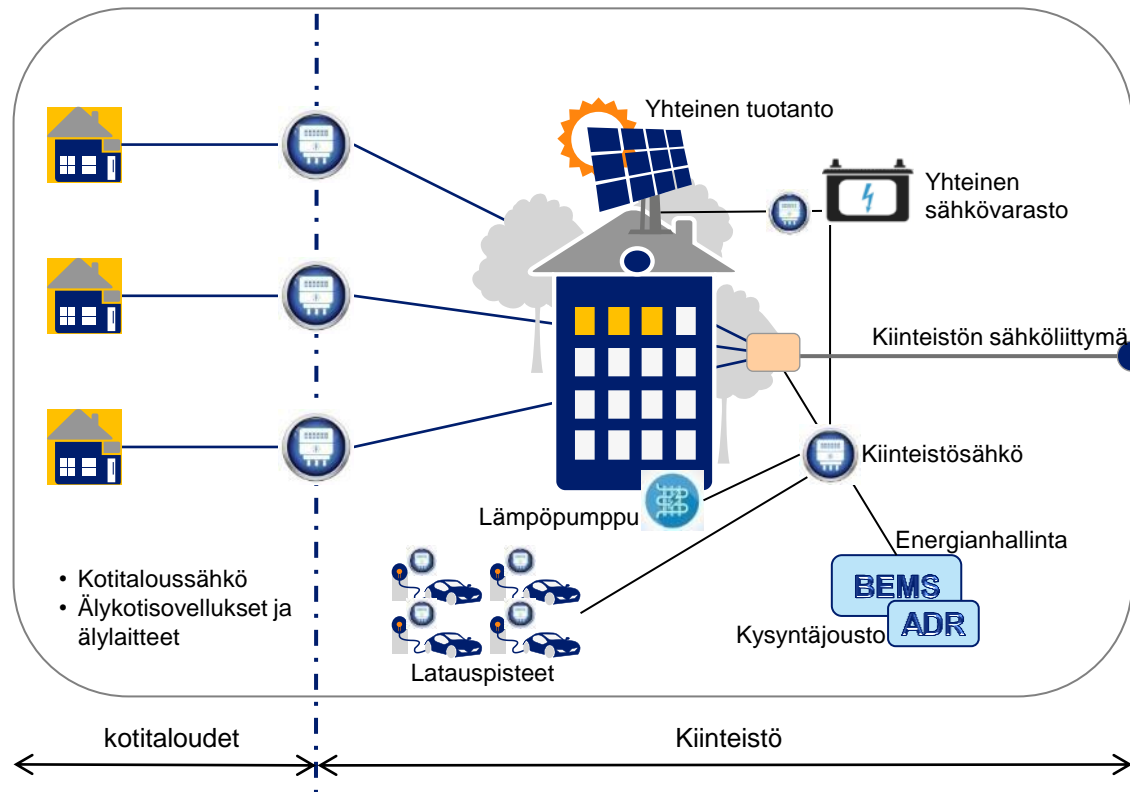 Yhteinen tuotanto
Yhteinen
sähkövarasto
Kiinteistön sähköliittymä
Kiinteistösähkö
Lämpöpumppu
Energianhallinta
BEMS
ADR
Kysyntäjousto
• Kotitaloussähkö
• Älykotisovellukset ja
älylaitteet
Latauspisteet
kotitaloudet
Kiinteistö